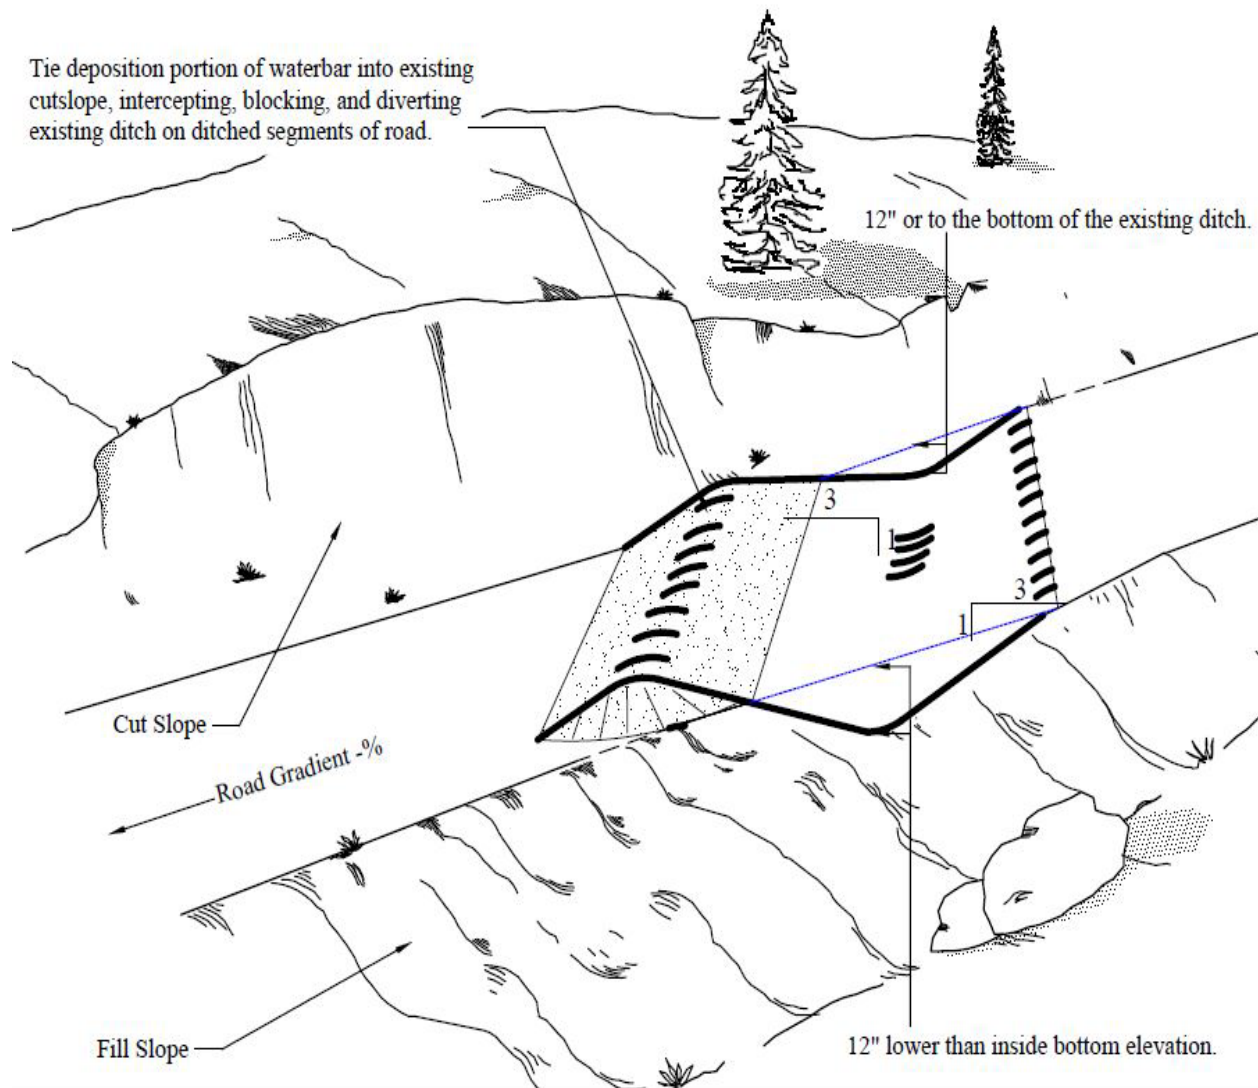 Tie deposition portion of waterbar into existing
cutslope, intercepting, blocking, and diverting
existing ditch on ditched segments of road.
12" or to the bottom of the existing ditch.
3
1
3
1
Cut Slope
Road Gradient -%
Fill Slope
12" lower than inside bottom elevation.